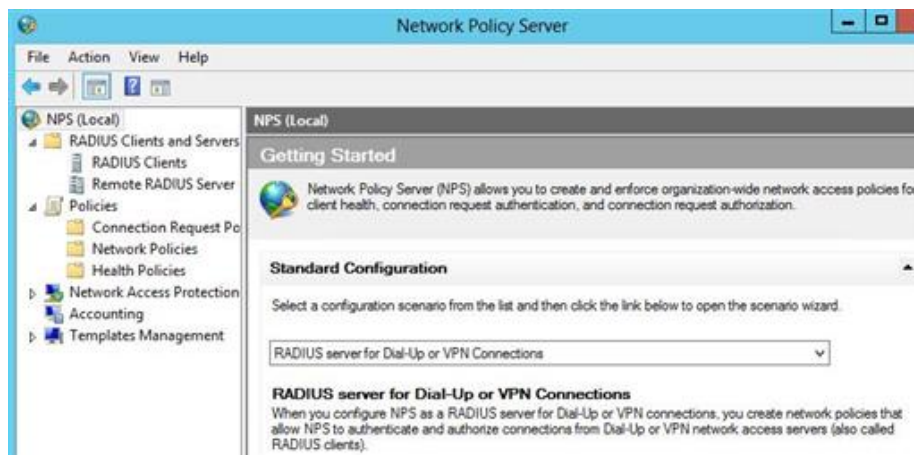 Network Policy Server
File Action View Help
NPS (Local)
RADIUS Clients and Servers
RADIUS Clients
Remote RADIUS Server
Policies
Connection Request Po
Network Policies
Health Policies
Network Access Protection
Accounting
Templates Management
NPS (Local)
Getting Started
Network Policy Server (NPS) allows you to create and enforce organization-wide network access policies fo
client health, connection request authentication, and connection request authorization.
Standard Configuration
Select a configuration scenario from the list and then click the link below to open the scenario wizard.
RADIUS server for Dial-Up or VPN Connections
RADIUS server for Dial-Up or VPN Connections
When you configure NPS as a RADIUS server for Dial-Up or VPN connections, you create network policies that
allow NPS to authenticate and authorize connections from Dial-Up or VPN network access servers (also called
RADIUS clients).